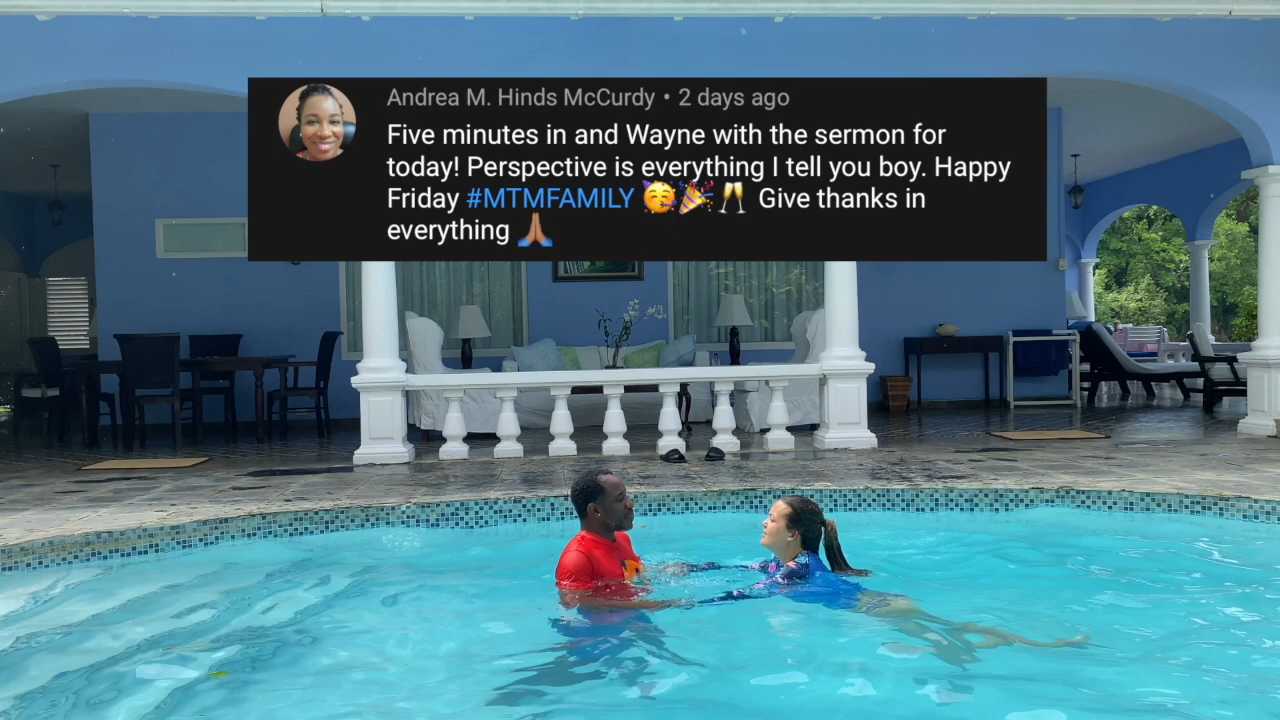 Andrea M. Hinds McCurdy • 2 days ago
Five minutes in and Wayne with the sermon for
today! Perspective is everything I tell you boy. Happy
Friday #MTMFAMILY 🥳🎉🥂 Give thanks in
everything 🙏🏽